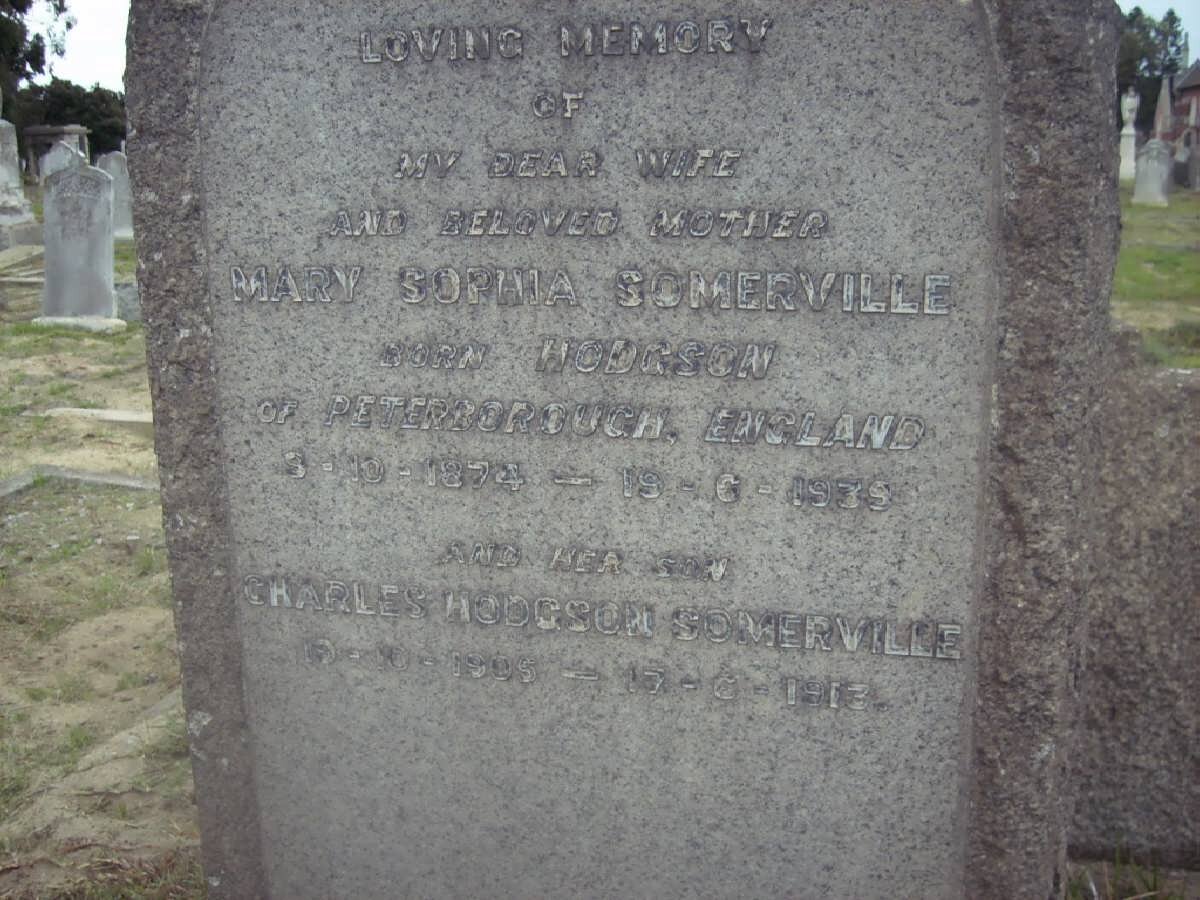 LOVING MEMORY
OF
MY DEAR WIFE
AND BELOVED MOTHER
MARY SOPHIA SOMERVILLE
BORN HODGSON
OF PETERBOROUGH, ENGLAND
3-10-1874 — 19-6-1939
AND HER SON
CHARLES HODGSON SOMERVILLE
19-10-1905 — 17-6-1913.